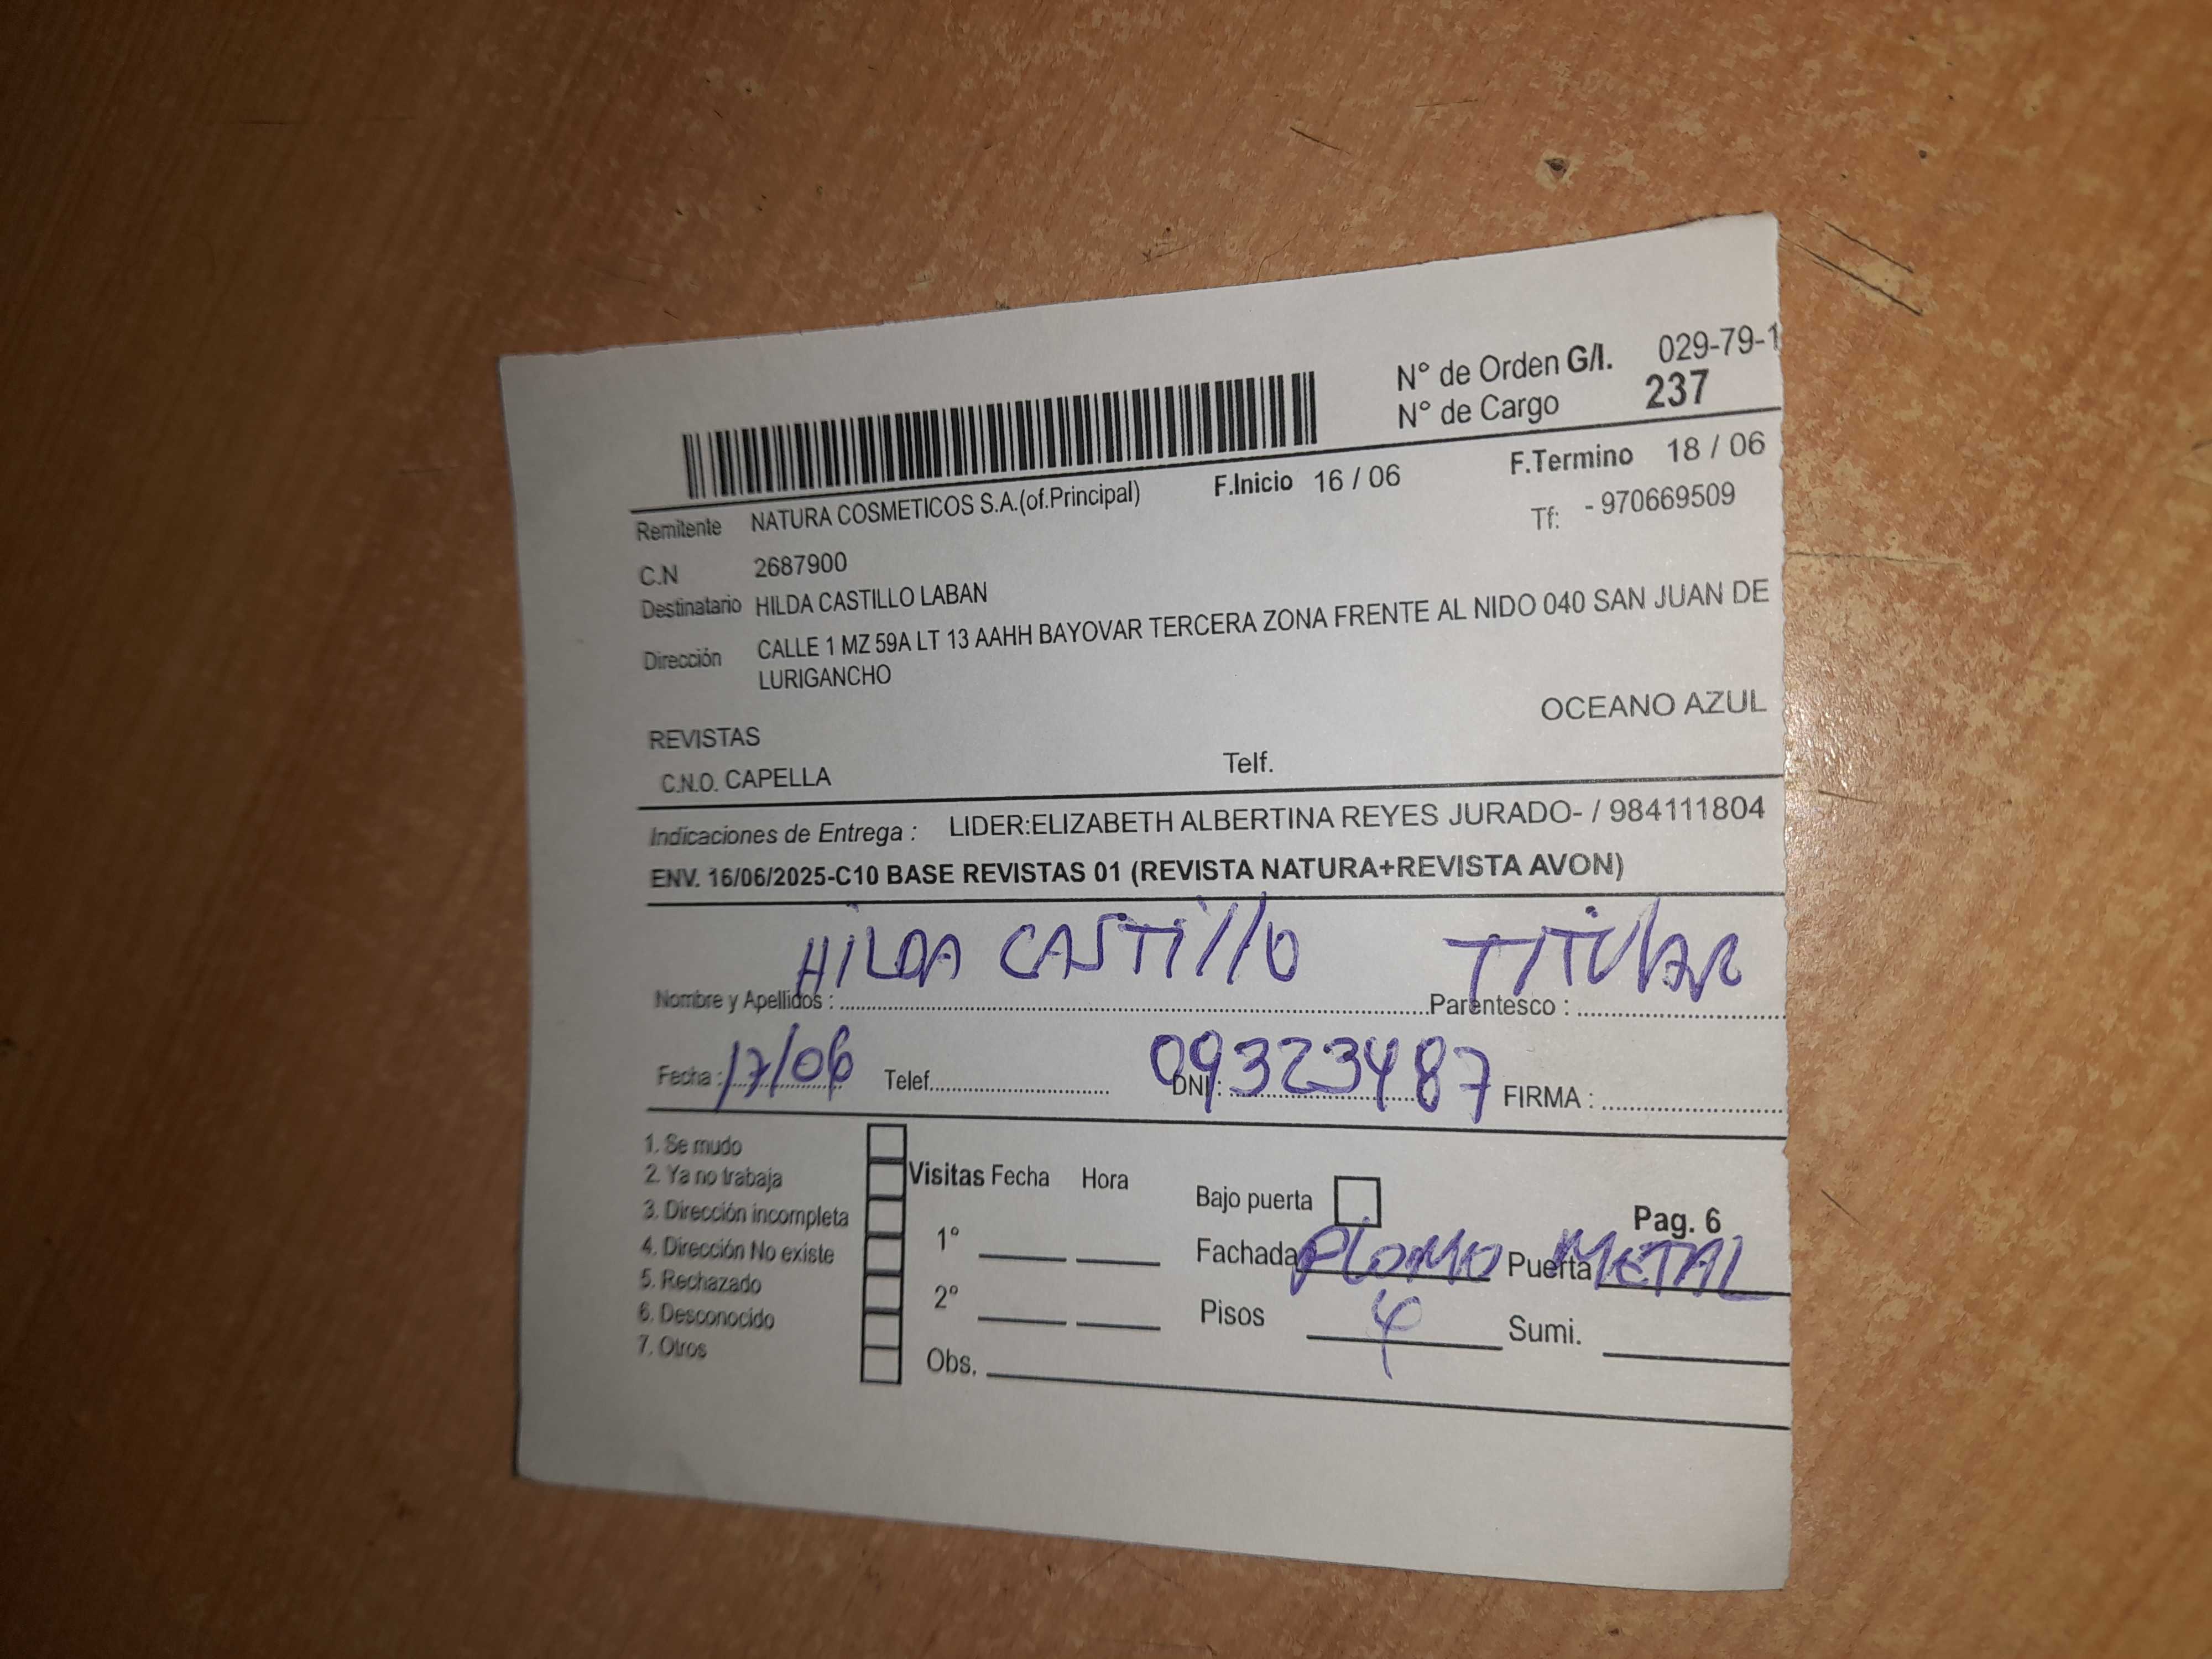 N° de Orden G/I. 029-79-1
N° de Cargo 237
Remitente NATURA COSMETICOS S.A.(of.Principal) F.Inicio 16 / 06 F.Termino 18 / 06
C.N 2687900 Tf: - 970669509
Destinatario HILDA CASTILLO LABAN
Dirección CALLE 1 MZ 59A LT 13 AAHH BAYOVAR TERCERA ZONA FRENTE AL NIDO 040 SAN JUAN DE
LURIGANCHO
REVISTAS OCEANO AZUL
C.N.O. CAPELLA Telf.
Indicaciones de Entrega : LIDER:ELIZABETH ALBERTINA REYES JURADO- / 984111804
ENV. 16/06/2025-C10 BASE REVISTAS 01 (REVISTA NATURA+REVISTA AVON)
Nombre y Apellidos : HILDA CASTILLO Parentesco : TITULAR
Fecha : 17/06 Telef. DNI : 09323487 FIRMA :
1. Se mudo
2. Ya no trabaja
3. Dirección incompleta
4. Dirección No existe
5. Rechazado
6. Desconocido
7. Otros
Visitas Fecha Hora
1°
2°
Obs.
Bajo puerta Pag. 6
Fachada PLOMO Puerta METAL
Pisos 4 Sumi.